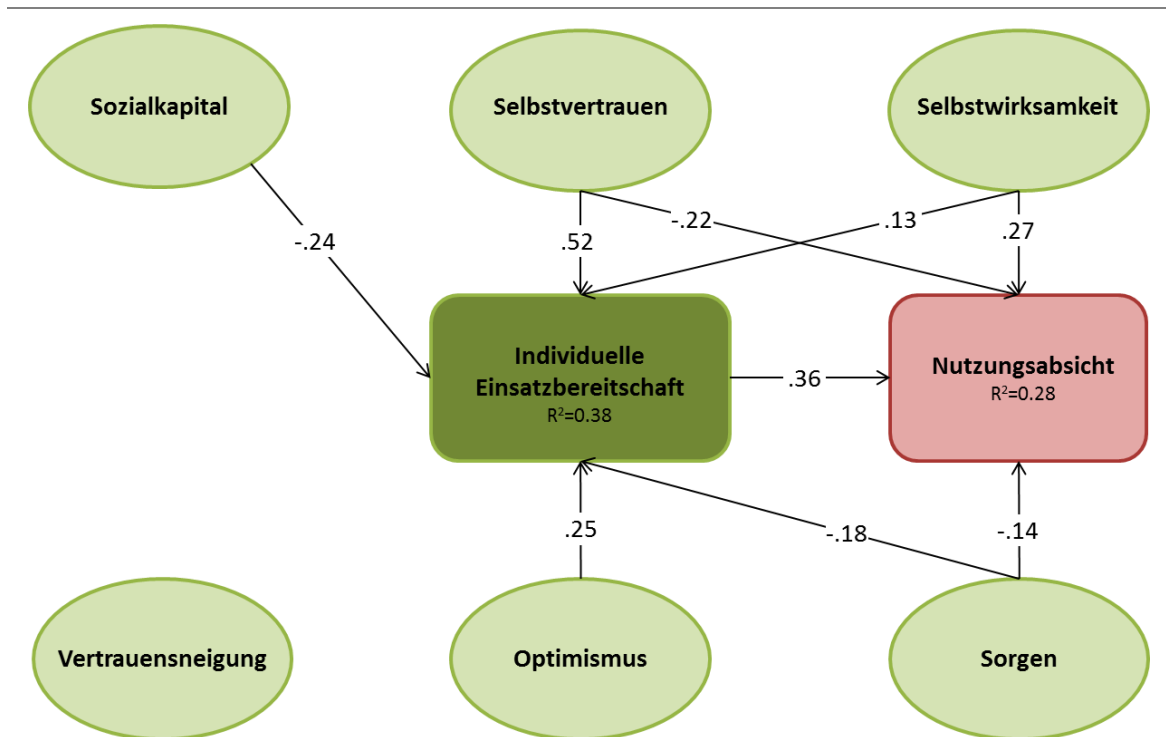 Sozialkapital
Selbstvertrauen
Selbstwirksamkeit
-.24
.52
-.22
.13
.27
Individuelle
Einsatzbereitschaft
R²=0.38
.36
Nutzungsabsicht
R²=0.28
.25
-.18
-.14
Vertrauensneigung
Optimismus
Sorgen